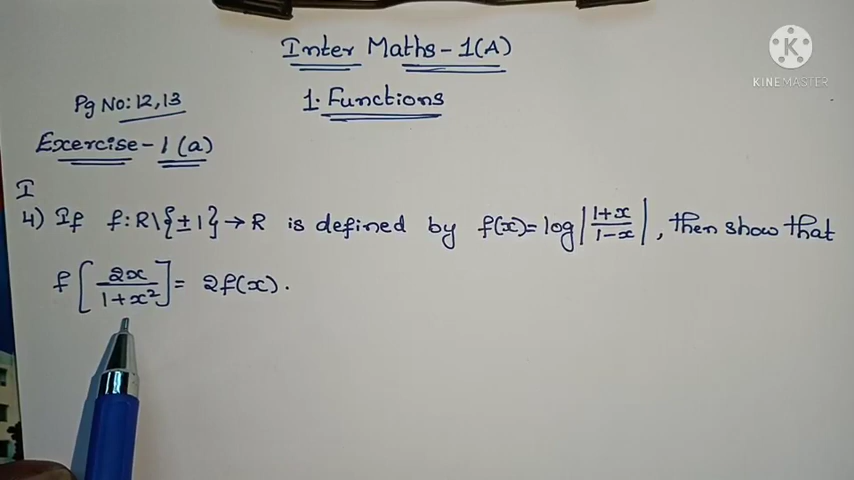 Inter Maths - 1(A)
KINEMASTER
Pg No: 12,13
1. Functions
Exercise - 1(a)
I
4) If f: R\{±1} → R is defined by f(x) = log|(1+x)/(1-x)|, then show that
f[2x/(1+x²)] = 2f(x).